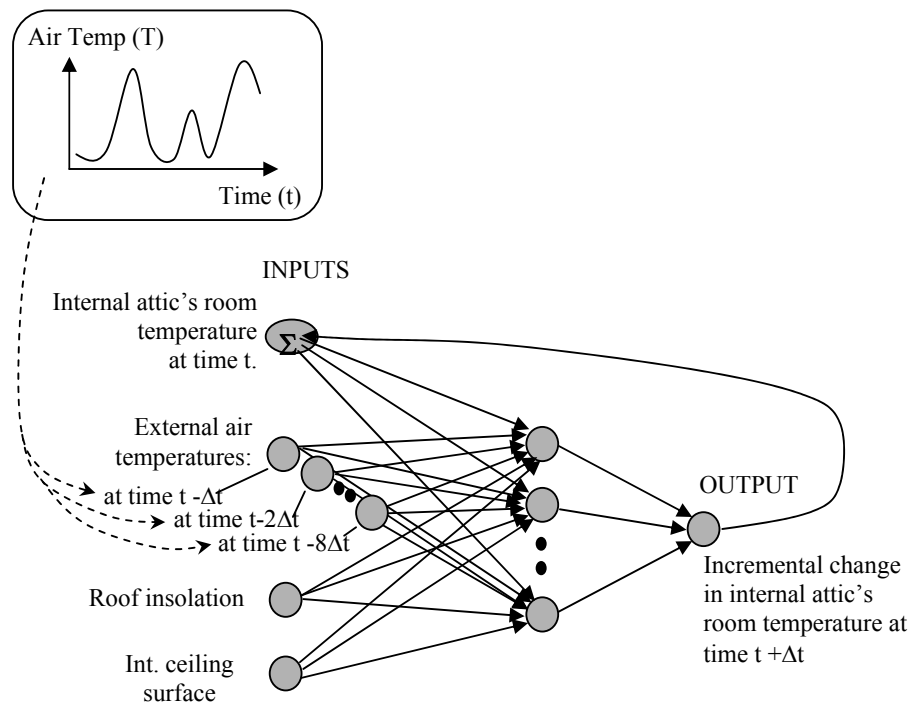 Air Temp (T)
Time (t)
INPUTS
Internal attic's room
temperature
at time t.
Σ
External air
temperatures:
at time t -Δt
at time t-2Δt
at time t -8Δt
Roof insolation
Int. ceiling
surface
OUTPUT
Incremental change
in internal attic's
room temperature at
time t +Δt